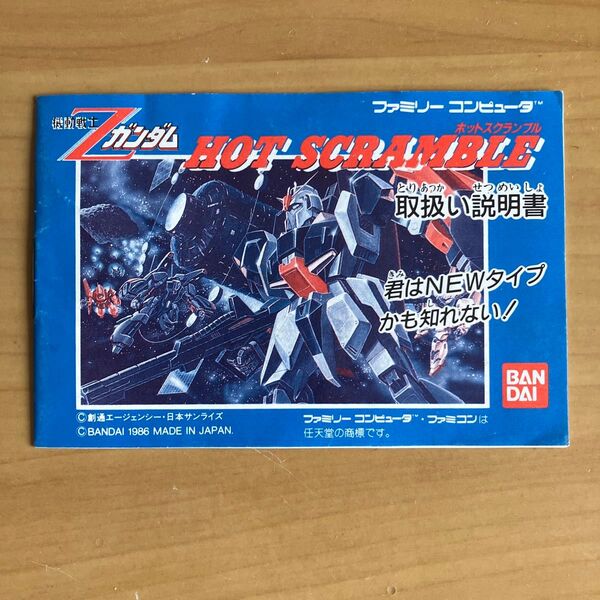 ファミリー コンピュータ™
機動戦士
Ζガンダム
ホットスクランブル
HOT SCRAMBLE
とりあつか せつめいしょ
取扱い説明書
きみ
君はNEWタイプ
し
かも知れない!
BAN
DAI
©創通エージェンシー・日本サンライズ
©BANDAI 1986 MADE IN JAPAN.
ファミリー コンピュータ™・ファミコンは
任天堂の商標です。